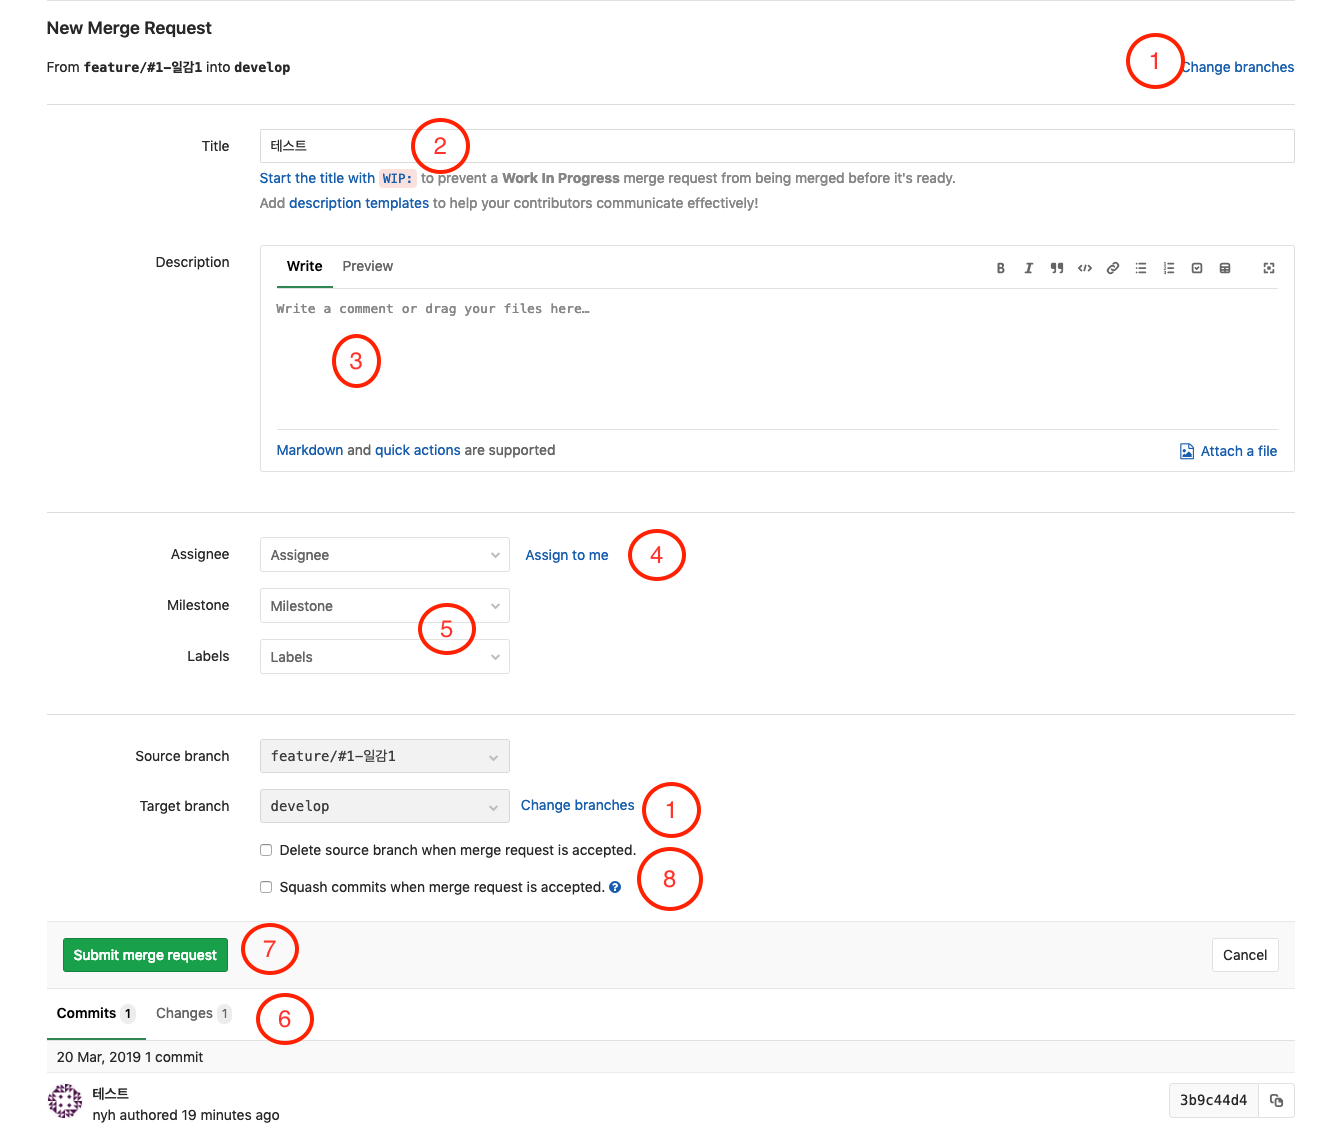 New Merge Request
From feature/#1-일감1 into develop
1 Change branches
Title 테스트 2
Start the title with WIP: to prevent a Work In Progress merge request from being merged before it's ready.
Add description templates to help your contributors communicate effectively!
Description Write Preview
Write a comment or drag your files here…
3
Markdown and quick actions are supported Attach a file
Assignee Assignee Assign to me 4
Milestone Milestone
5
Labels Labels
Source branch feature/#1-일감1
Target branch develop Change branches 1
Delete source branch when merge request is accepted.
Squash commits when merge request is accepted. ? 8
Submit merge request 7 Cancel
Commits 1 Changes 1 6
20 Mar, 2019 1 commit
테스트
nyh authored 19 minutes ago 3b9c44d4